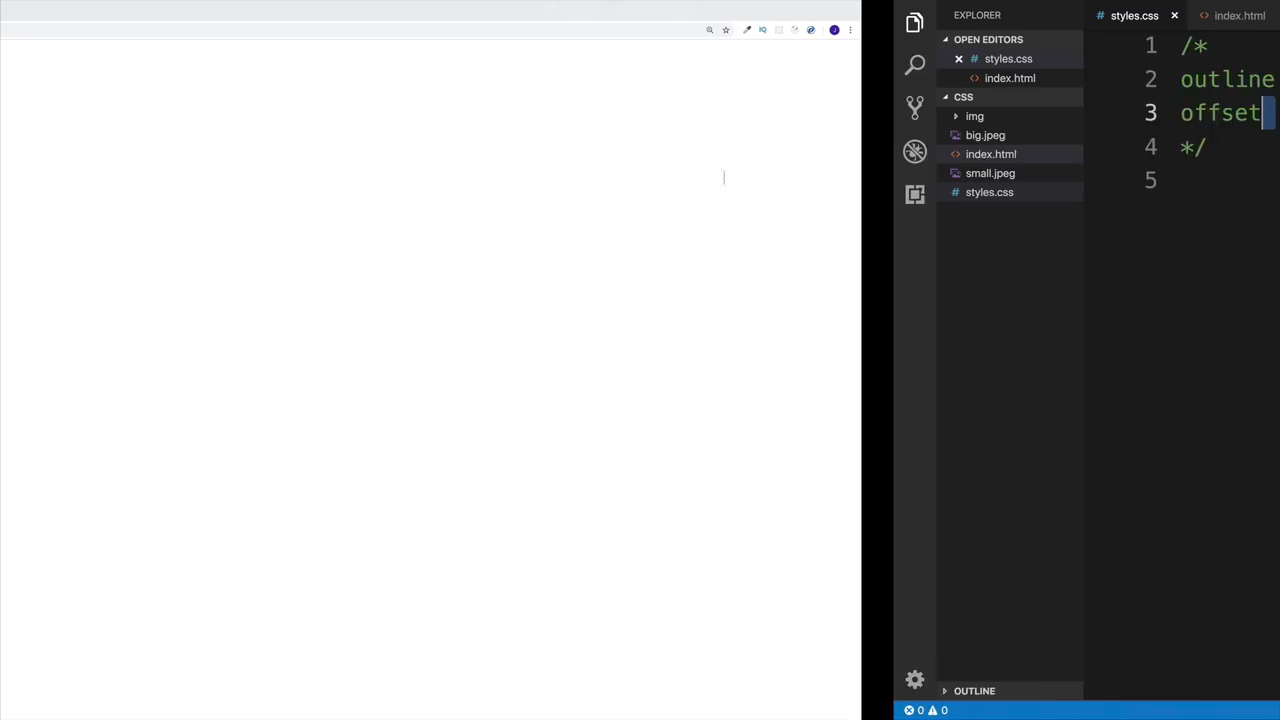 EXPLORER
OPEN EDITORS
styles.css
index.html
CSS
img
big.jpeg
index.html
small.jpeg
styles.css
OUTLINE
0 0
styles.css
index.html
1 /*
2 outline
3 offset
4 */
5
IQ
J